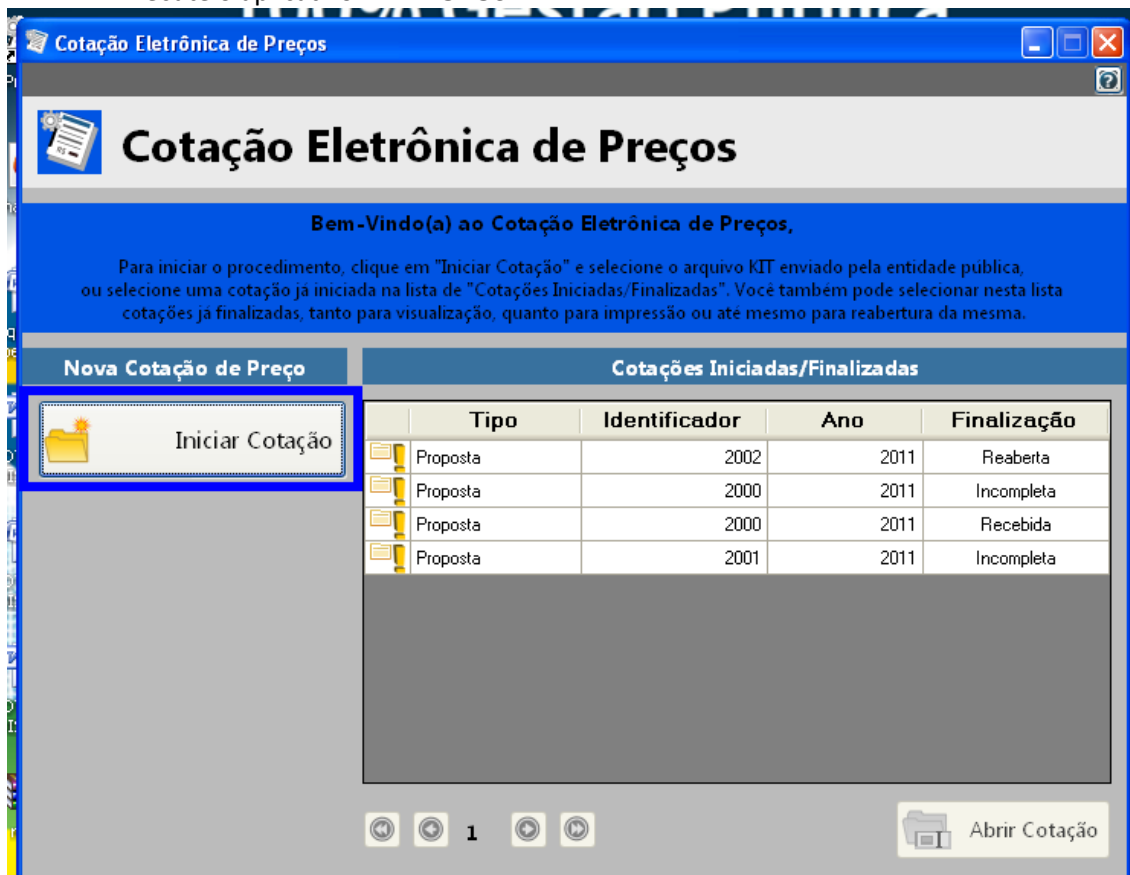 Cotação Eletrônica de Preços
Cotação Eletrônica de Preços
Bem-Vindo(a) ao Cotação Eletrônica de Preços,
Para iniciar o procedimento, clique em "Iniciar Cotação" e selecione o arquivo KIT enviado pela entidade pública,
ou selecione uma cotação já iniciada na lista de "Cotações Iniciadas/Finalizadas". Você também pode selecionar nesta lista
cotações já finalizadas, tanto para visualização, quanto para impressão ou até mesmo para reabertura da mesma.
Nova Cotação de Preço
Cotações Iniciadas/Finalizadas
Iniciar Cotação
Tipo Identificador Ano Finalização
Proposta 2002 2011 Reaberta
Proposta 2000 2011 Incompleta
Proposta 2000 2011 Recebida
Proposta 2001 2011 Incompleta
1
Abrir Cotação